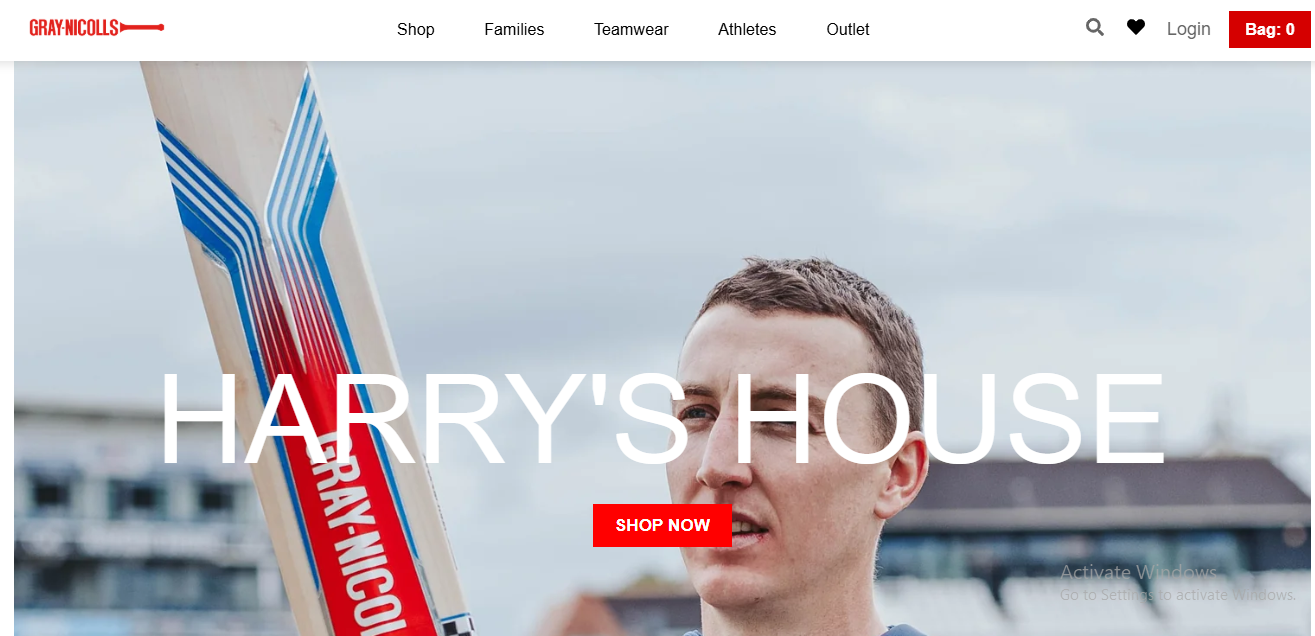 GRAY-NICOLLS
Shop Families Teamwear Athletes Outlet
Login
Bag: 0
HARRY'S HOUSE
GRAY-NICOL
SHOP NOW
Activate Windows
Go to Settings to activate Windows.